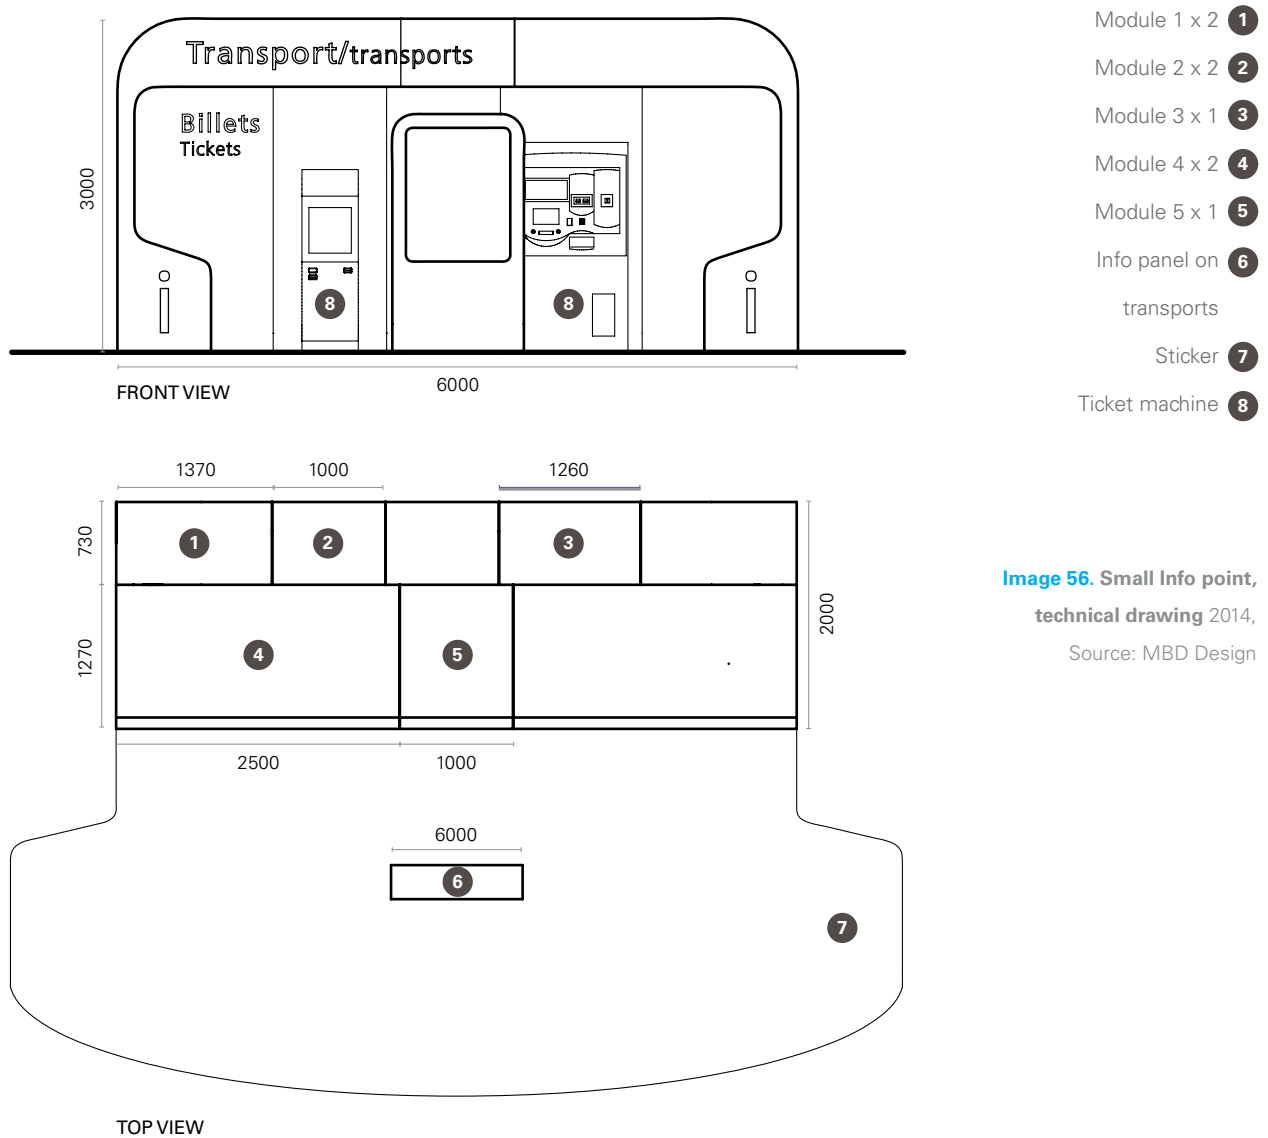 Transport/transports
Billets
Tickets
3000
8
8
6000
FRONT VIEW
Module 1 x 2 1
Module 2 x 2 2
Module 3 x 1 3
Module 4 x 2 4
Module 5 x 1 5
Info panel on 6
transports
Sticker 7
Ticket machine 8
1370
1000
1260
730
1
2
3
1270
4
5
2000
2500
1000
6000
6
7
TOP VIEW
Image 56. Small Info point,
technical drawing 2014,
Source: MBD Design